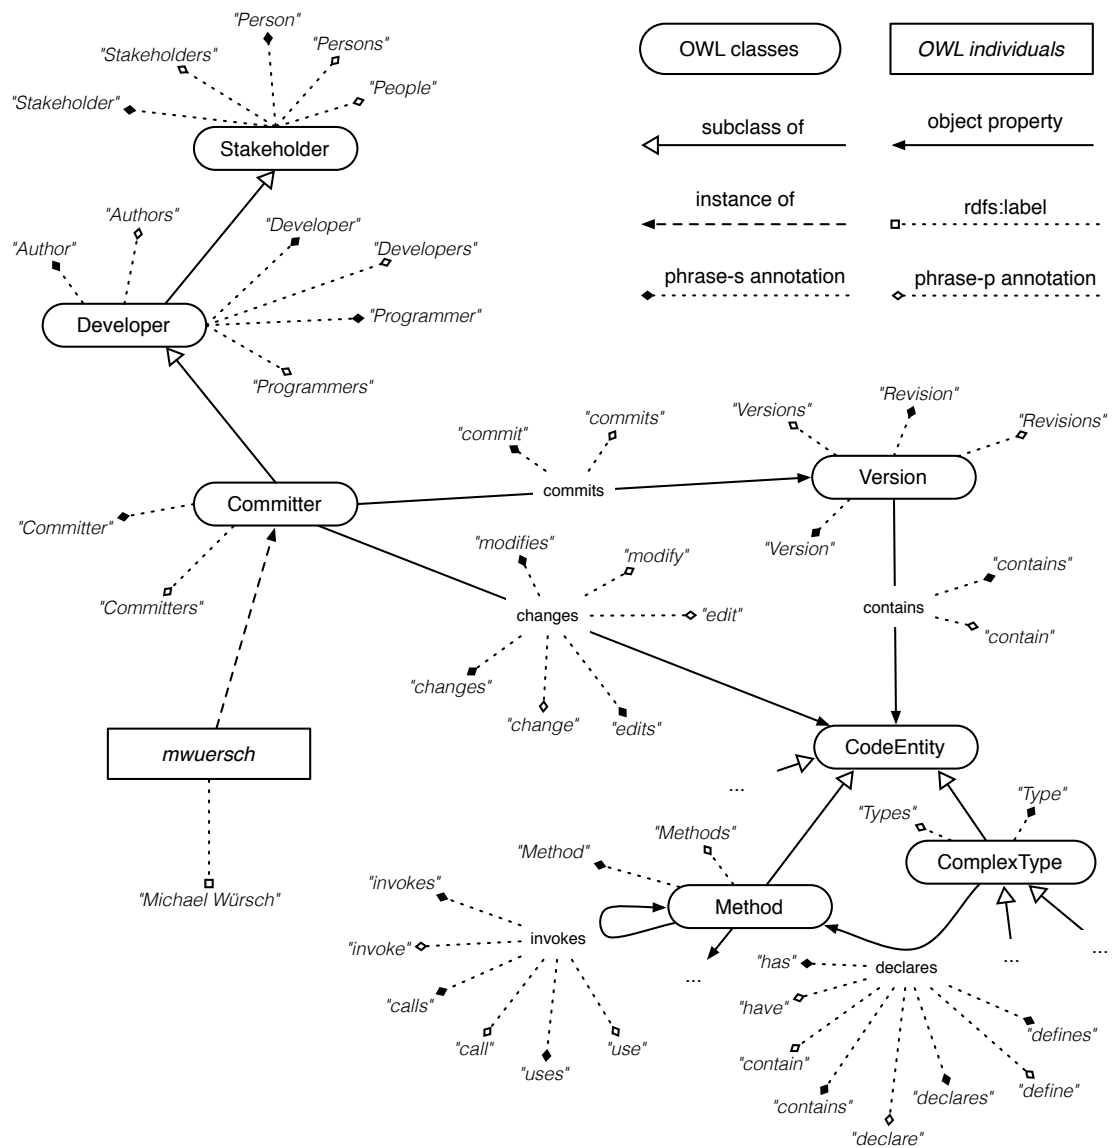 "Person"
"Stakeholders"
"Persons"
"People"
"Stakeholder"
Stakeholder
OWL classes
OWL individuals
subclass of
object property
instance of
rdfs:label
phrase-s annotation
phrase-p annotation
"Authors"
"Author"
"Developer"
"Developers"
Developer
"Programmer"
"Programmers"
"commit"
"commits"
commits
"Versions"
"Revision"
"Revisions"
Version
"Version"
Committer
"Committer"
"Committers"
"modifies"
"modify"
changes
"edit"
"changes"
"change"
"edits"
"contains"
contains
"contain"
mwuersch
"Michael Würsch"
CodeEntity
...
"Types"
"Type"
ComplexType
"Methods"
"Method"
Method
"invokes"
"invoke"
invokes
"calls"
"call"
"uses"
"use"
...
...
...
"has"
declares
"have"
"contain"
"contains"
"declare"
"declares"
"define"
"defines"